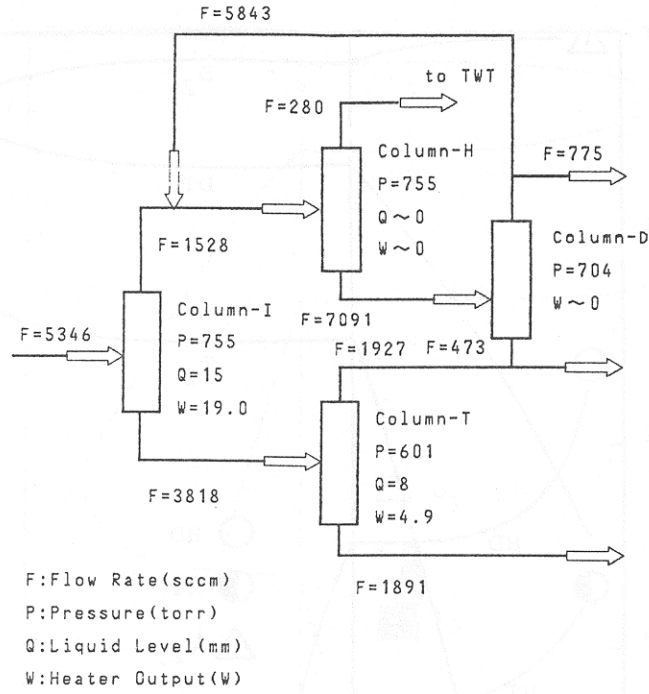 F=5843
to TWT
F=280
Column-H
P=755
Q~0
W~0
F=775
F=1528
Column-D
P=704
W~0
Column-I
P=755
Q=15
W=19.0
F=5346
F=7091
F=1927
F=473
Column-T
P=601
Q=8
W=4.9
F=3818
F=1891
F:Flow Rate(sccm)
P:Pressure(torr)
Q:Liquid Level(mm)
W:Heater Output(W)